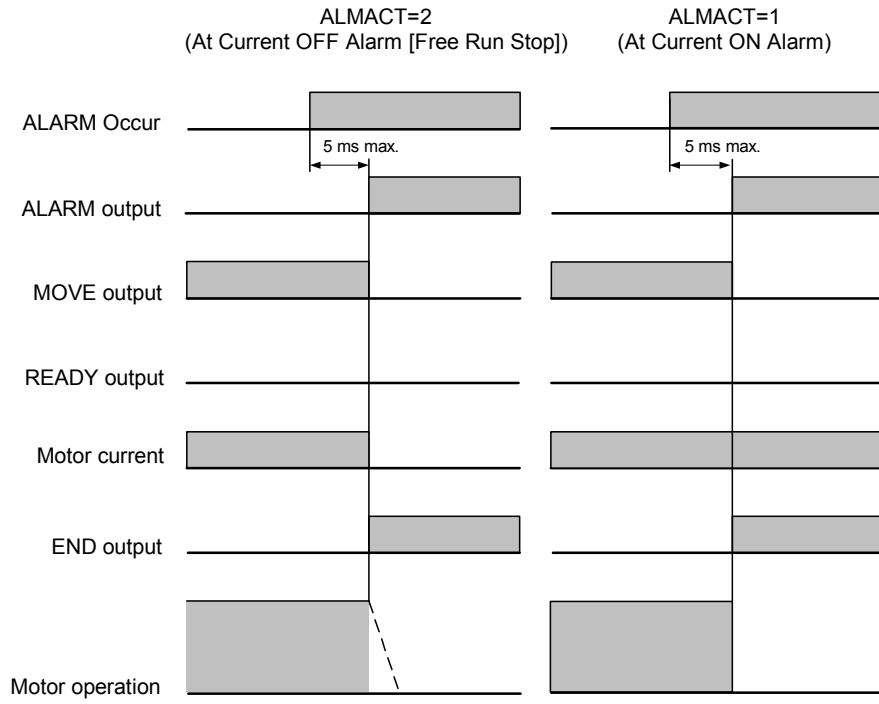 ALMACT=2
(At Current OFF Alarm [Free Run Stop])
ALMACT=1
(At Current ON Alarm)
ALARM Occur
5 ms max.
5 ms max.
ALARM output
MOVE output
READY output
Motor current
END output
Motor operation